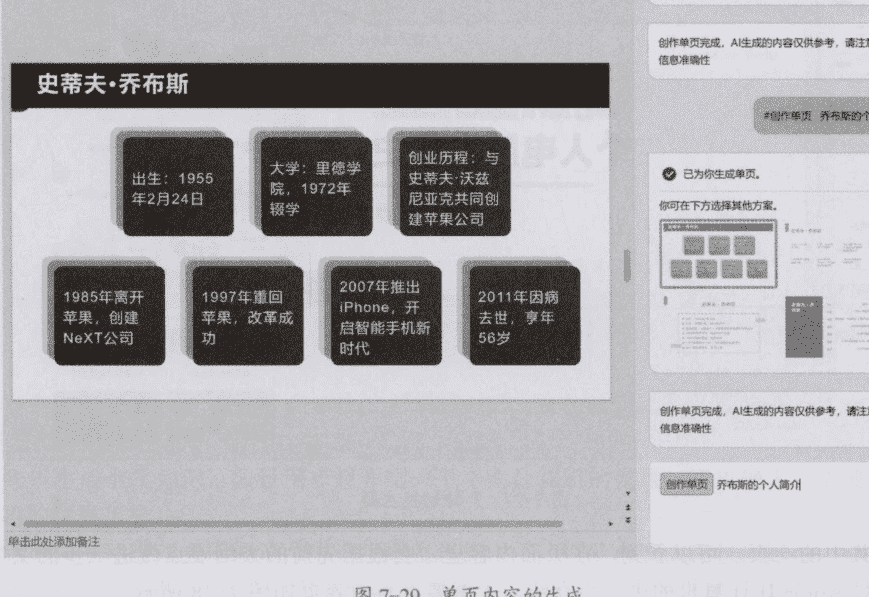 史蒂夫·乔布斯
出生：1955
年2月24日
大学：里德学
院，1972年
辍学
创业历程：与
史蒂夫·沃兹
尼亚克共同创
建苹果公司
1985年离开
苹果，创建
NeXT公司
1997年重回
苹果，改革成
功
2007年推出
iPhone，开
启智能手机新
时代
2011年因病
去世，享年
56岁
单击此处添加备注
创作单页完成，AI生成的内容仅供参考，请注
信息准确性
#创作单页 乔布斯的个
已为你生成单页。
你可在下方选择其他方案。
创作单页完成，AI生成的内容仅供参考，请注
信息准确性
创作单页 乔布斯的个人简介
图 7-29 单页内容的生成